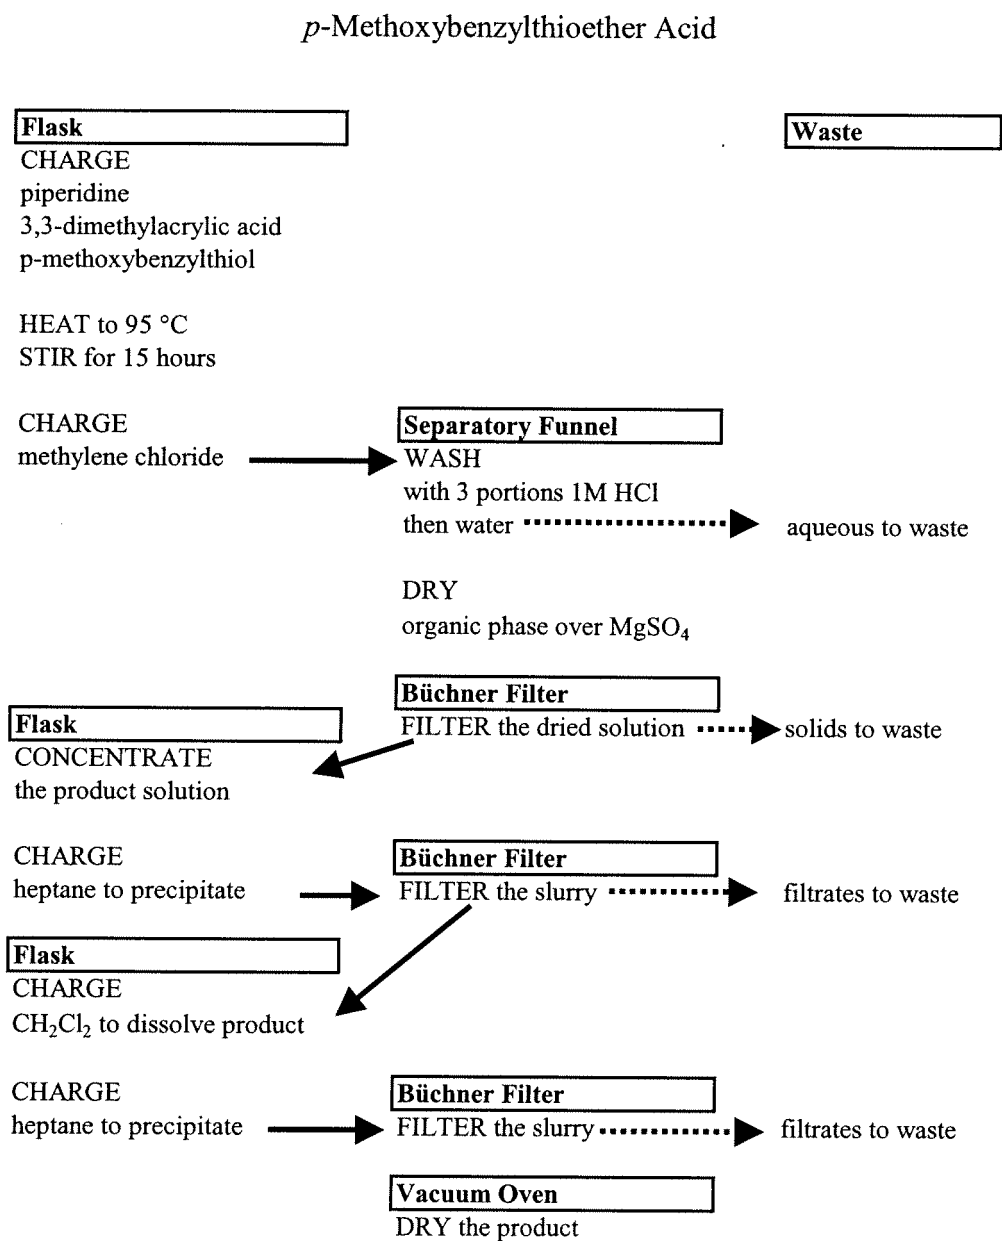 p-Methoxybenzylthioether Acid
Flask
Waste
CHARGE
piperidine
3,3-dimethylacrylic acid
p-methoxybenzylthiol
HEAT to 95 °C
STIR for 15 hours
CHARGE
methylene chloride
Separatory Funnel
WASH
with 3 portions 1M HCl
then water
aqueous to waste
DRY
organic phase over MgSO₄
Büchner Filter
FILTER the dried solution
solids to waste
Flask
CONCENTRATE
the product solution
CHARGE
heptane to precipitate
Büchner Filter
FILTER the slurry
filtrates to waste
Flask
CHARGE
CH₂Cl₂ to dissolve product
CHARGE
heptane to precipitate
Büchner Filter
FILTER the slurry
filtrates to waste
Vacuum Oven
DRY the product